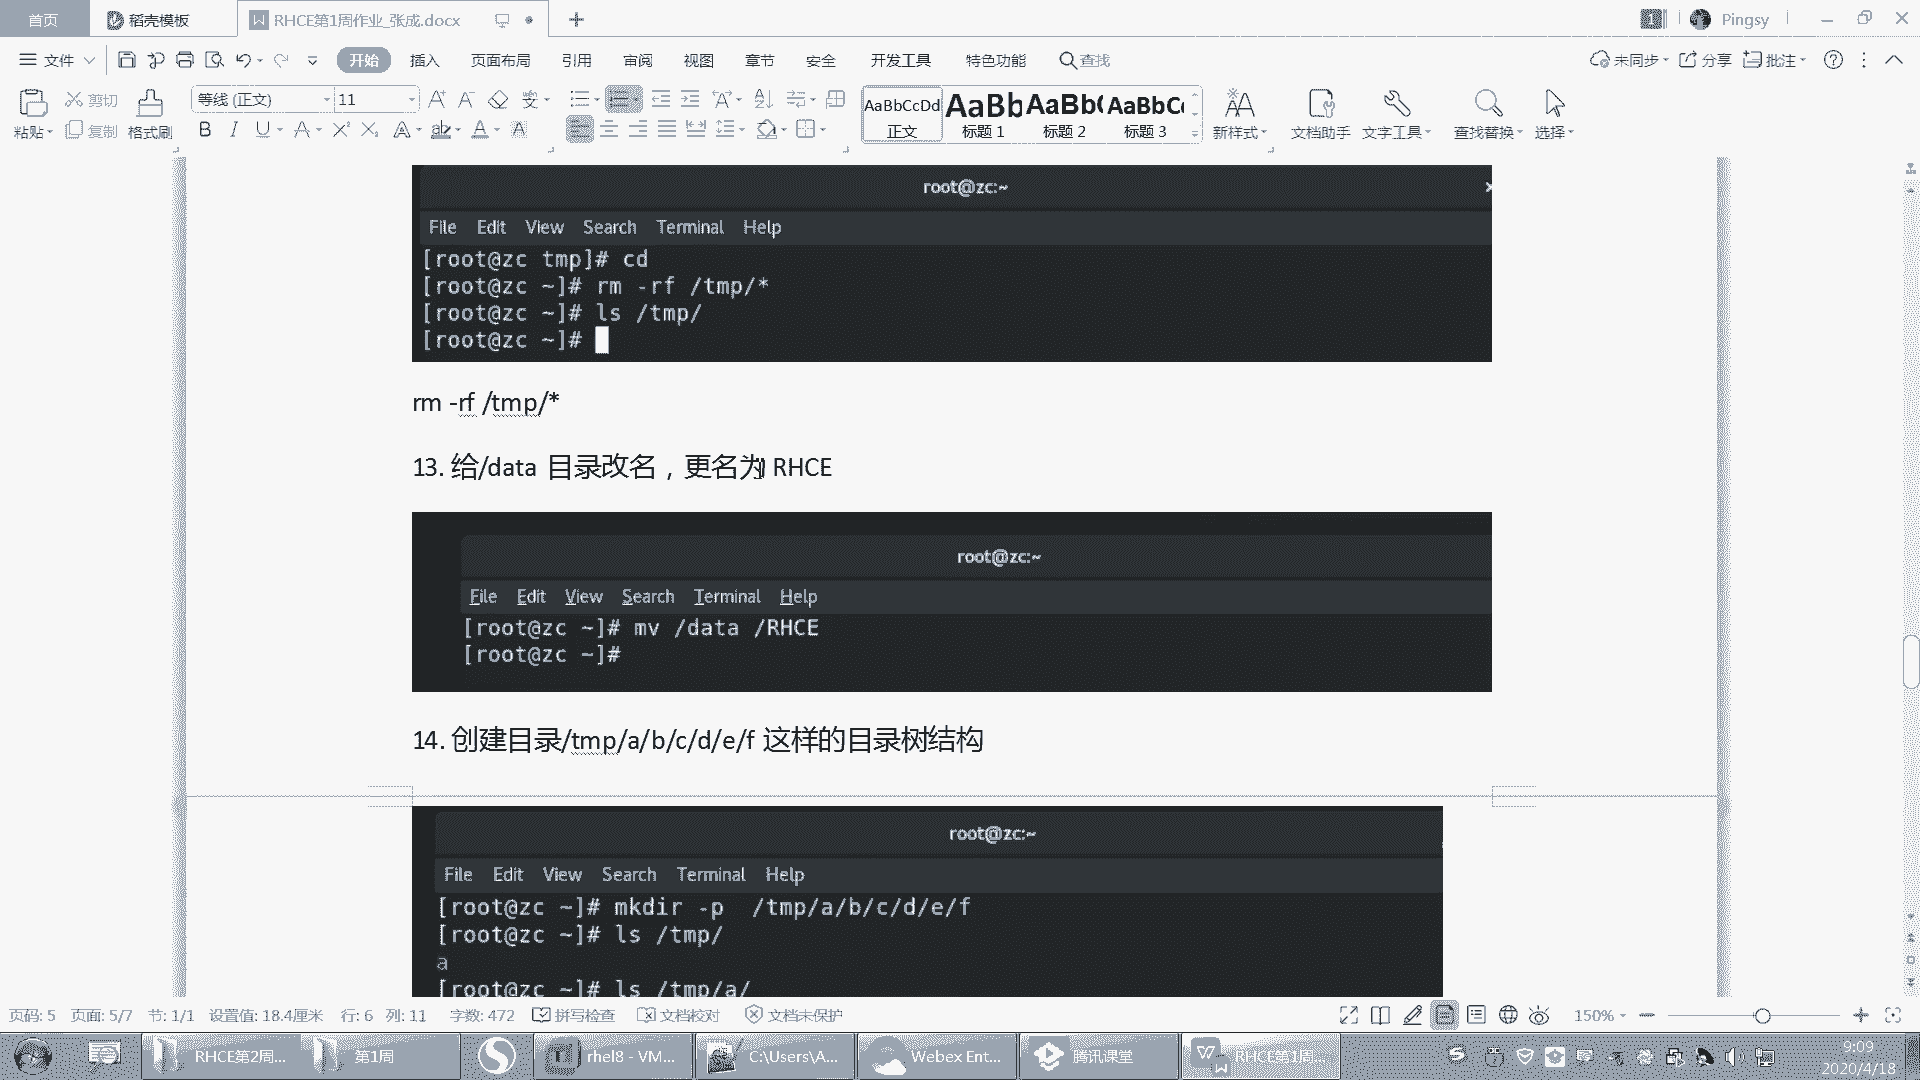 首页
稻壳模板
RHCE第1周作业_张成.docx
Pingsy
文件
开始
插入
页面布局
引用
审阅
视图
章节
安全
开发工具
特色功能
查找
未同步
分享
批注
粘贴
剪切
复制
格式刷
等线 (正文)
11
AaBbCcDd
正文
AaBb
标题 1
AaBb(
标题 2
AaBbC
标题 3
新样式
文档助手
文字工具
查找替换
选择
root@zc:~
File Edit View Search Terminal Help
[root@zc tmp]# cd
[root@zc ~]# rm -rf /tmp/*
[root@zc ~]# ls /tmp/
[root@zc ~]#
rm -rf /tmp/*
13. 给/data 目录改名，更名为 RHCE
root@zc:~
File Edit View Search Terminal Help
[root@zc ~]# mv /data /RHCE
[root@zc ~]#
14. 创建目录/tmp/a/b/c/d/e/f 这样的目录树结构
root@zc:~
File Edit View Search Terminal Help
[root@zc ~]# mkdir -p  /tmp/a/b/c/d/e/f
[root@zc ~]# ls /tmp/
a
[root@zc ~]# ls /tmp/a/
页码: 5 页面: 5/7 节: 1/1 设置值: 18.4厘米 行: 6 列: 11 字数: 472 拼写检查 文档校对 文档未保护
150%
RHCE第2周...
第1周
rhel8 - VM...
C:\Users\A...
Webex Ent...
腾讯课堂
RHCE第1周...
9:09
2020/4/18